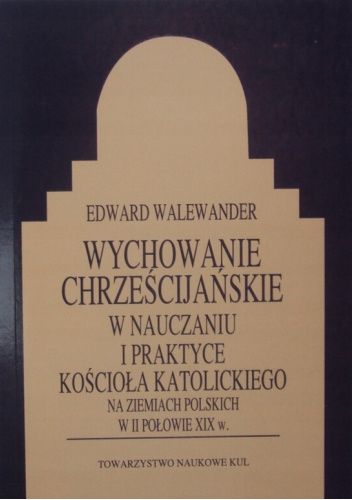 EDWARD WALEWANDER
WYCHOWANIE
CHRZEŚCIJAŃSKIE
W NAUCZANIU
I PRAKTYCE
KOŚCIOŁA KATOLICKIEGO
NA ZIEMIACH POLSKICH
W II POŁOWIE XIX w.
TOWARZYSTWO NAUKOWE KUL